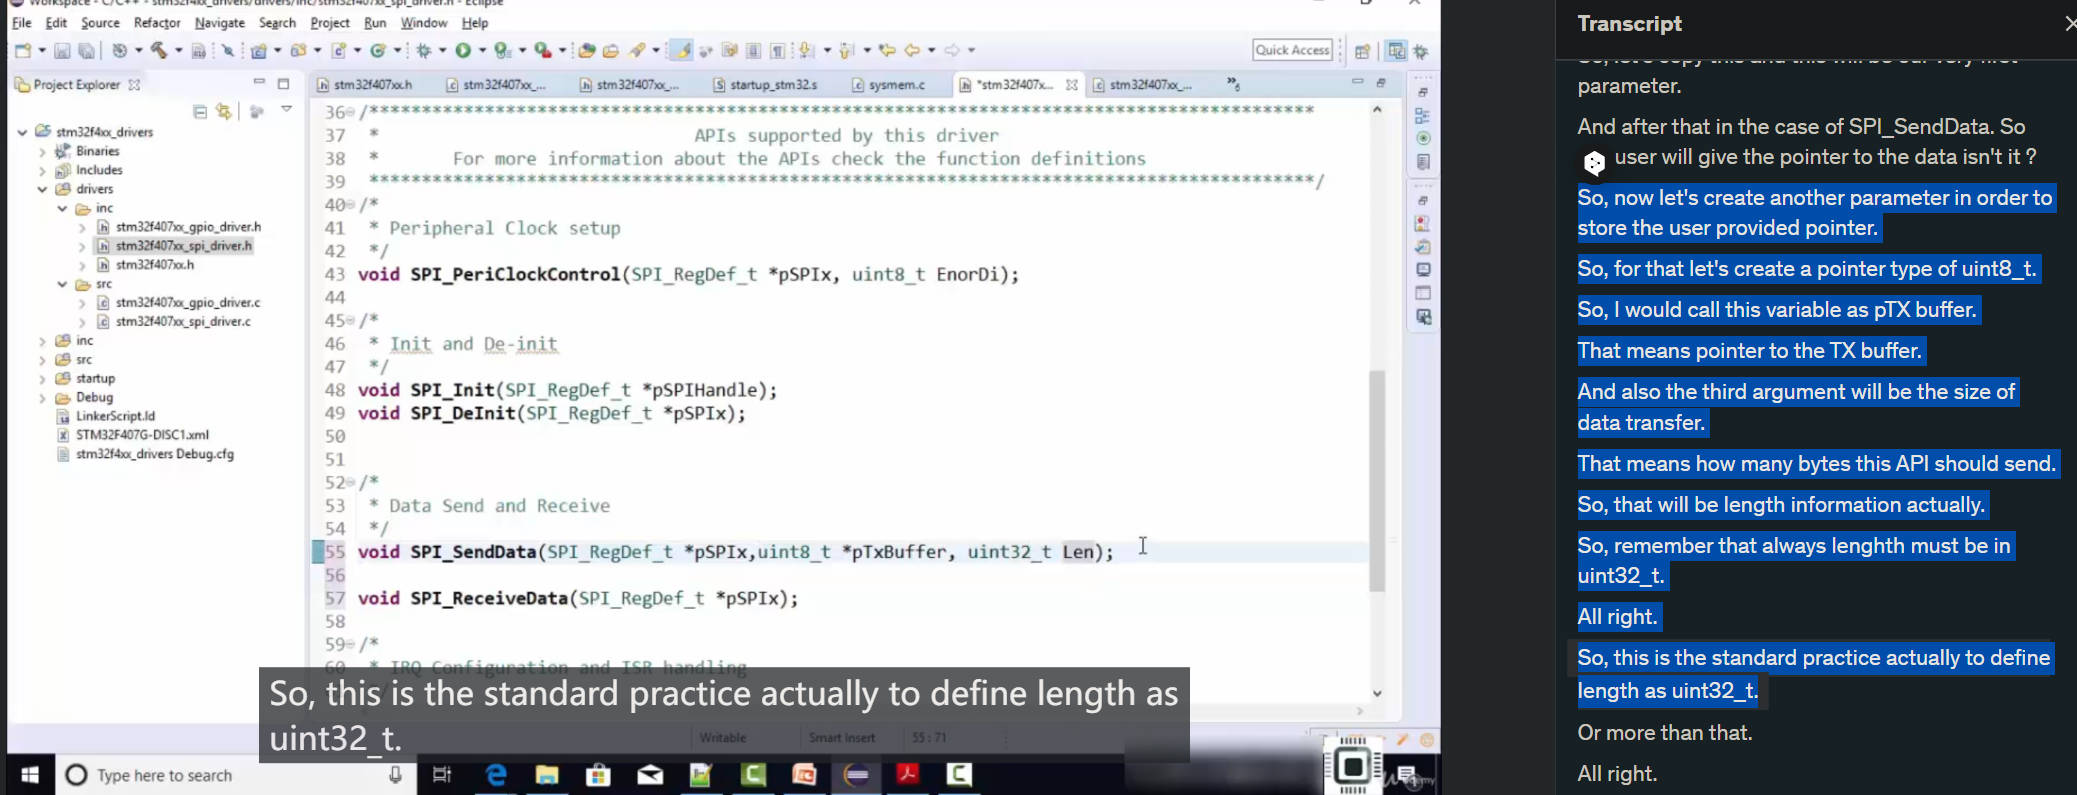 Workspace - C/C++ - stm32f4xx_drivers/drivers/inc/stm32f407xx_spi_driver.h - Eclipse
File Edit Source Refactor Navigate Search Project Run Window Help
Quick Access
Project Explorer
stm32f407xx.h
stm32f407xx_...
stm32f407xx_...
startup_stm32.s
sysmem.c
*stm32f407x...
stm32f407xx_...
»5
stm32f4xx_drivers
Binaries
Includes
drivers
inc
stm32f407xx_gpio_driver.h
stm32f407xx_spi_driver.h
stm32f407xx.h
src
stm32f407xx_gpio_driver.c
stm32f407xx_spi_driver.c
inc
src
startup
Debug
LinkerScript.ld
STM32F407G-DISC1.xml
stm32f4xx_drivers Debug.cfg
36 /******************************************************************************************
37 * APIs supported by this driver
38 * For more information about the APIs check the function definitions
39 ******************************************************************************************/
40 /*
41 * Peripheral Clock setup
42 */
43 void SPI_PeriClockControl(SPI_RegDef_t *pSPIx, uint8_t EnorDi);
44
45 /*
46 * Init and De-init
47 */
48 void SPI_Init(SPI_RegDef_t *pSPIHandle);
49 void SPI_DeInit(SPI_RegDef_t *pSPIx);
50
51
52 /*
53 * Data Send and Receive
54 */
55 void SPI_SendData(SPI_RegDef_t *pSPIx,uint8_t *pTxBuffer, uint32_t Len);
56
57 void SPI_ReceiveData(SPI_RegDef_t *pSPIx);
58
59 /*
60 * IRQ Configuration and ISR handling
So, this is the standard practice actually to define length as
uint32_t.
Writable Smart Insert 55 : 71
Type here to search
Transcript
So, let's copy this and this will be our very first
parameter.
And after that in the case of SPI_SendData. So
user will give the pointer to the data isn't it ?
So, now let's create another parameter in order to
store the user provided pointer.
So, for that let's create a pointer type of uint8_t.
So, I would call this variable as pTX buffer.
That means pointer to the TX buffer.
And also the third argument will be the size of
data transfer.
That means how many bytes this API should send.
So, that will be length information actually.
So, remember that always lenghth must be in
uint32_t.
All right.
So, this is the standard practice actually to define
length as uint32_t.
Or more than that.
All right.